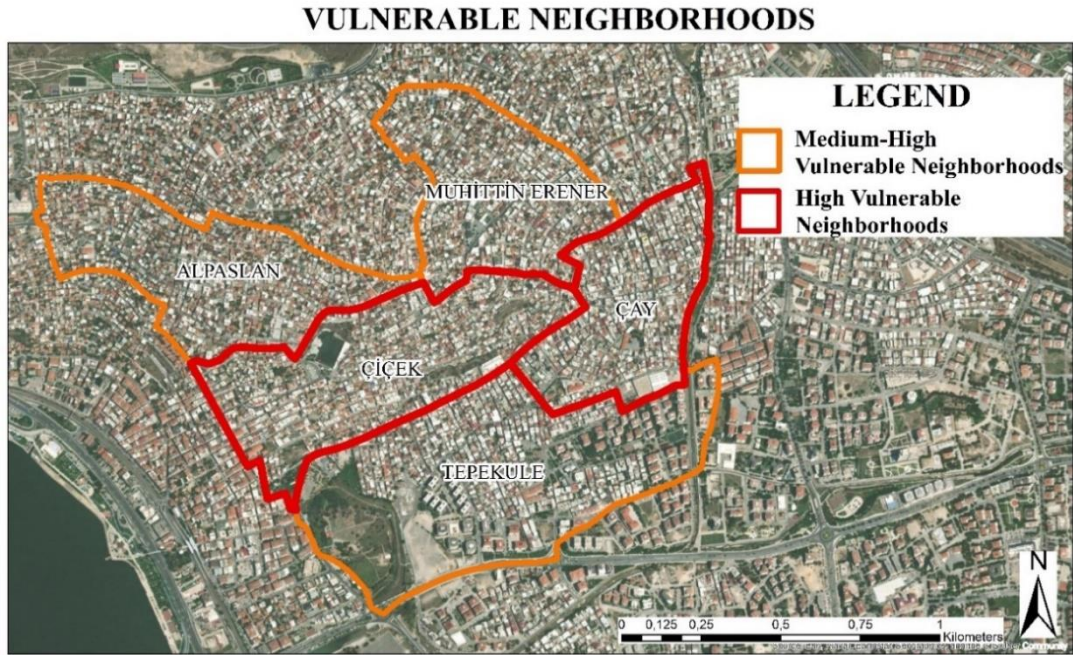 VULNERABLE NEIGHBORHOODS
LEGEND
Medium-High
Vulnerable Neighborhoods
High Vulnerable
Neighborhoods
MUHİTTİN ERENER
ALPASLAN
ÇAY
ÇİÇEK
TEPEKULE
N
0 0,125 0,25 0,5 0,75 1
Kilometers